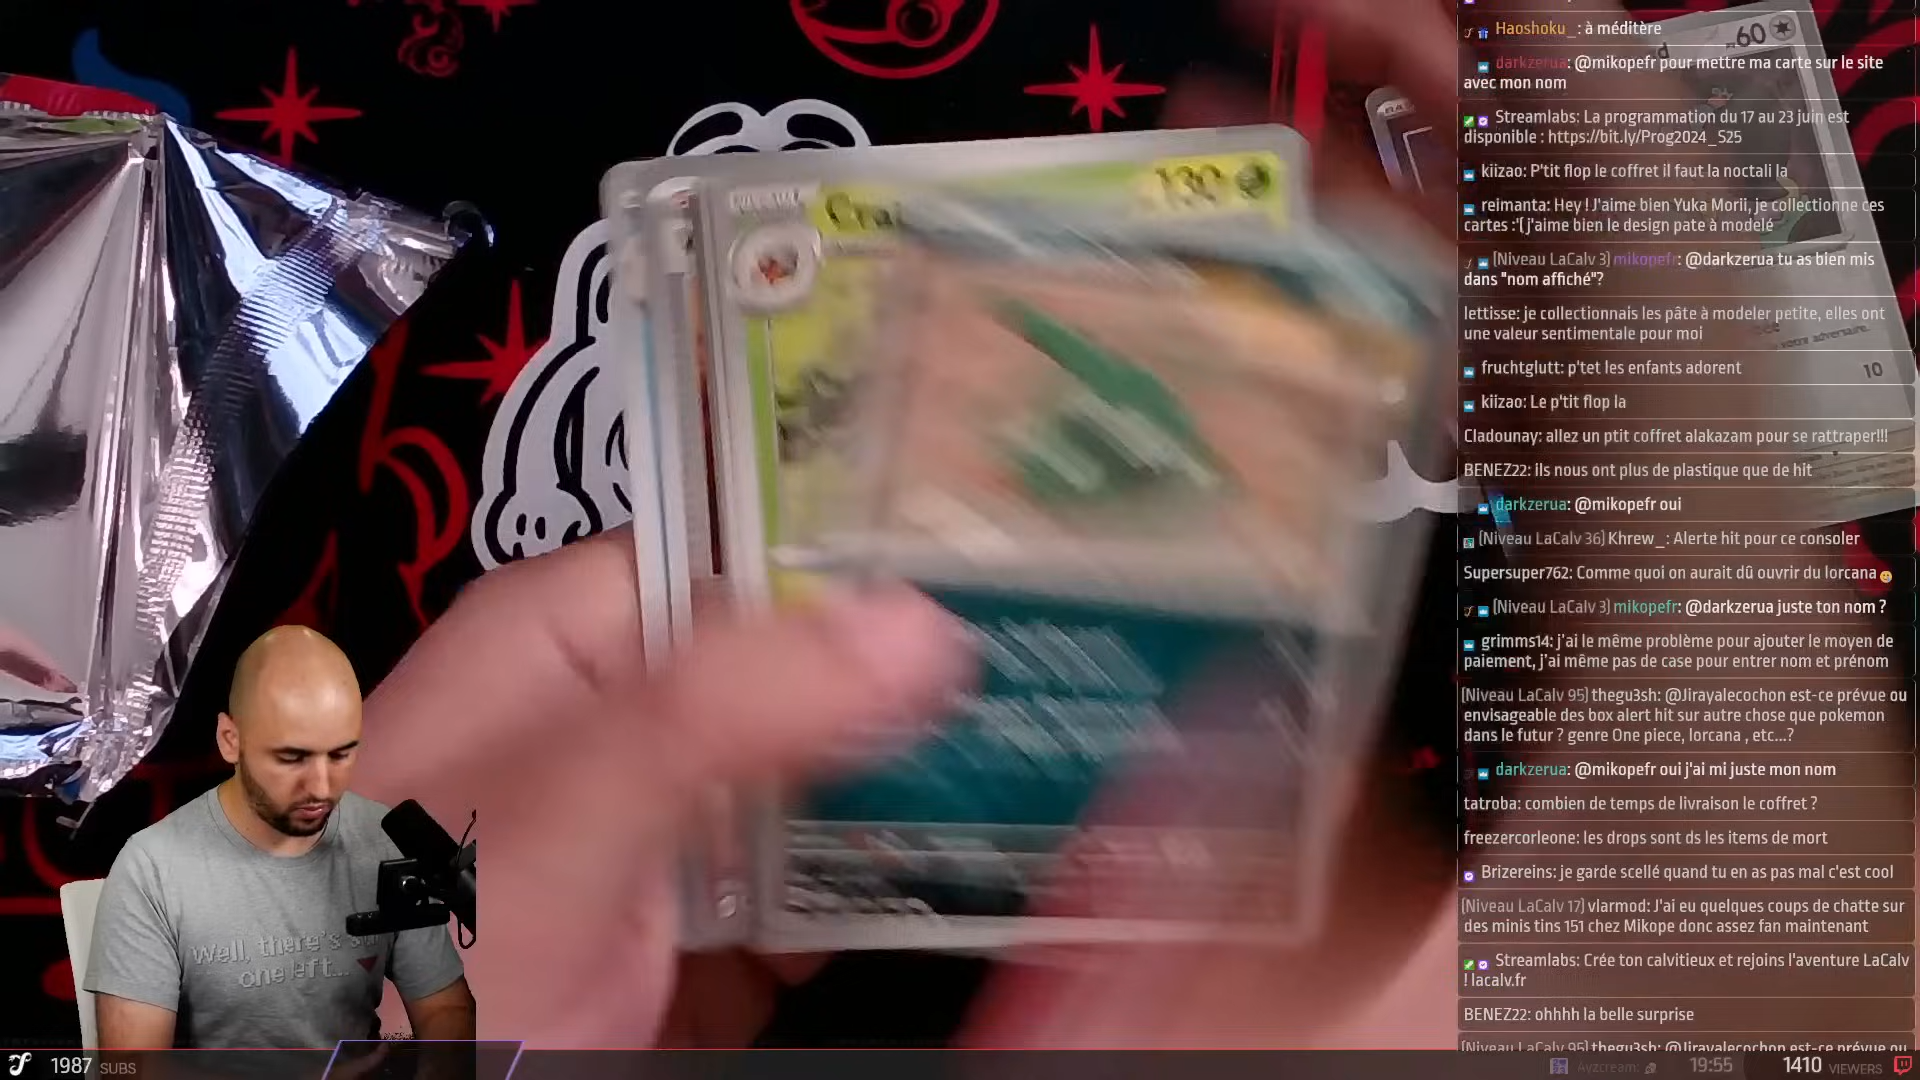 130
60
10
Well, there's
one left...
Haoshoku_: à méditère
darkzerua: @mikopefr pour mettre ma carte sur le site
avec mon nom
Streamlabs: La programmation du 17 au 23 juin est
disponible : https://bit.ly/Prog2024_S25
kiizao: P'tit flop le coffret il faut la noctali la
reimanta: Hey ! J'aime bien Yuka Morii, je collectionne ces
cartes :'( j'aime bien le design pate à modelé
(Niveau LaCalv 3) mikopefr: @darkzerua tu as bien mis
dans "nom affiché"?
lettisse: je collectionnais les pâte à modeler petite, elles ont
une valeur sentimentale pour moi
fruchtglutt: p'tet les enfants adorent
kiizao: Le p'tit flop la
Cladounay: allez un ptit coffret alakazam pour se rattraper!!!
BENEZ22: ils nous ont plus de plastique que de hit
darkzerua: @mikopefr oui
(Niveau LaCalv 36) Khrew_: Alerte hit pour ce consoler
Supersuper762: Comme quoi on aurait dû ouvrir du lorcana
(Niveau LaCalv 3) mikopefr: @darkzerua juste ton nom ?
grimms14: j'ai le même problème pour ajouter le moyen de
paiement, j'ai même pas de case pour entrer nom et prénom
(Niveau LaCalv 95) thegu3sh: @Jirayalecochon est-ce prévue ou
envisageable des box alert hit sur autre chose que pokemon
dans le futur ? genre One piece, lorcana , etc...?
darkzerua: @mikopefr oui j'ai mi juste mon nom
tatroba: combien de temps de livraison le coffret ?
freezercorleone: les drops sont ds les items de mort
Brizereins: je garde scellé quand tu en as pas mal c'est cool
(Niveau LaCalv 17) vlarmod: J'ai eu quelques coups de chatte sur
des minis tins 151 chez Mikope donc assez fan maintenant
Streamlabs: Crée ton calvitieux et rejoins l'aventure LaCalv
! lacalv.fr
BENEZ22: ohhhh la belle surprise
(Niveau LaCalv 95) thegu3sh: @Jirayalecochon est-ce prévue ou
1987 SUBS
Ayzcream:
19:55
1410 VIEWERS